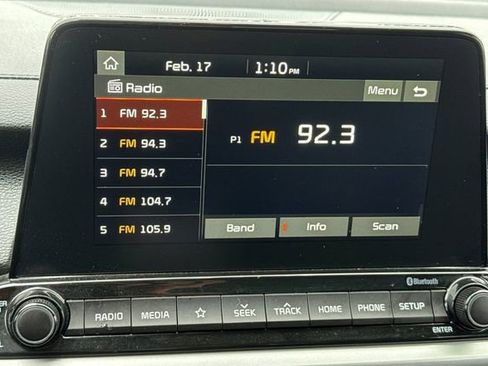 Feb. 17 1:10 PM
Radio Menu
1 FM 92.3
P1 FM 92.3
2 FM 94.3
3 FM 94.7
4 FM 104.7
5 FM 105.9
Band Info Scan
Bluetooth
RADIO MEDIA SEEK TRACK HOME PHONE SETUP
ENTER